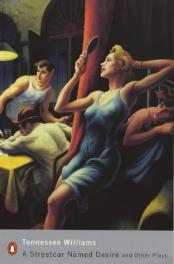 Tennessee Williams
A Streetcar Named Desire and Other Plays